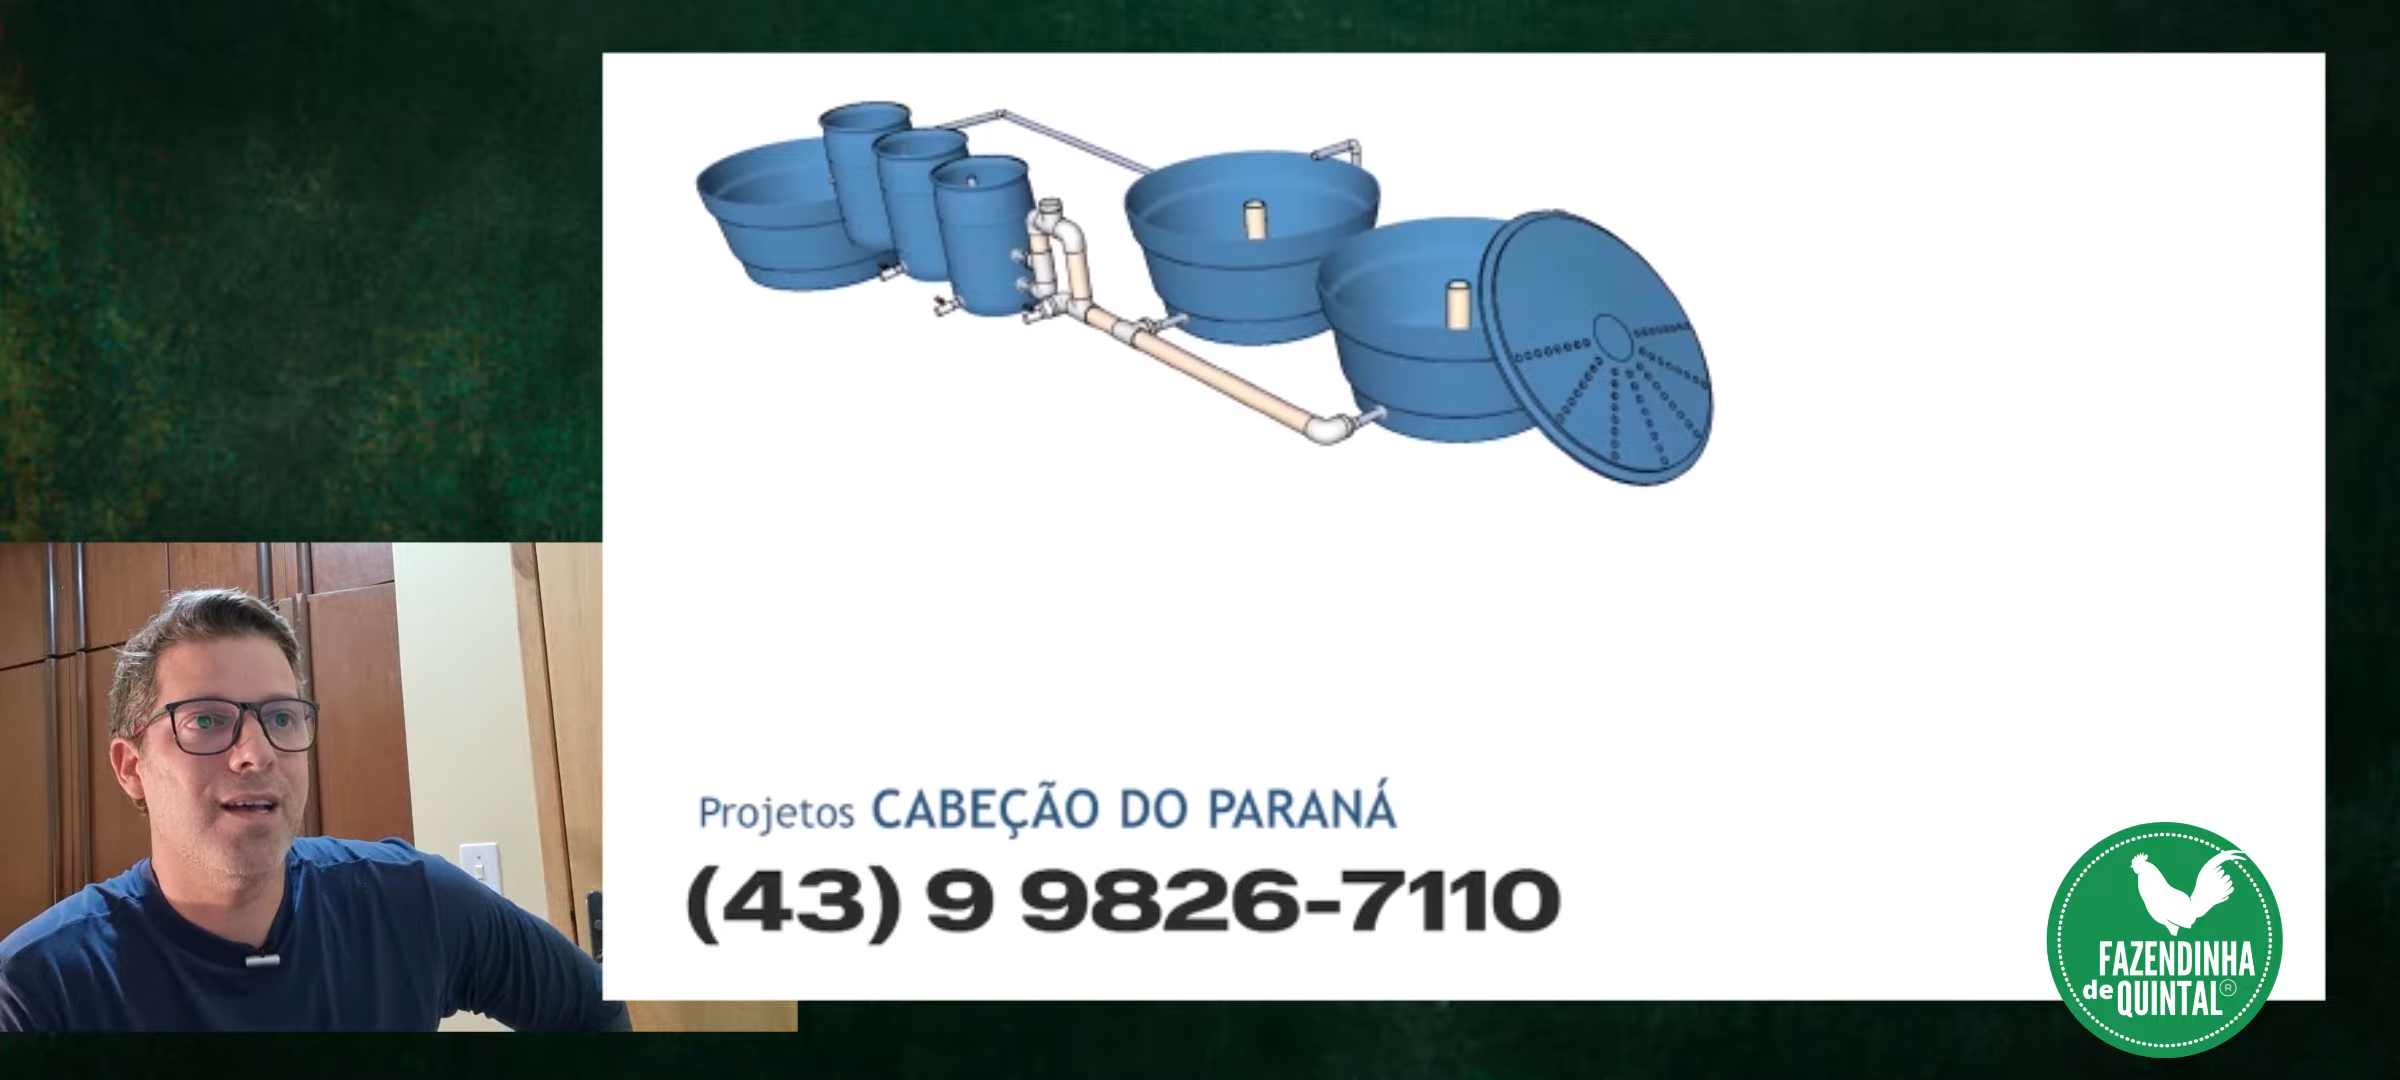 Projetos CABEÇÃO DO PARANÁ
(43) 9 9826-7110
FAZENDINHA
de QUINTAL®